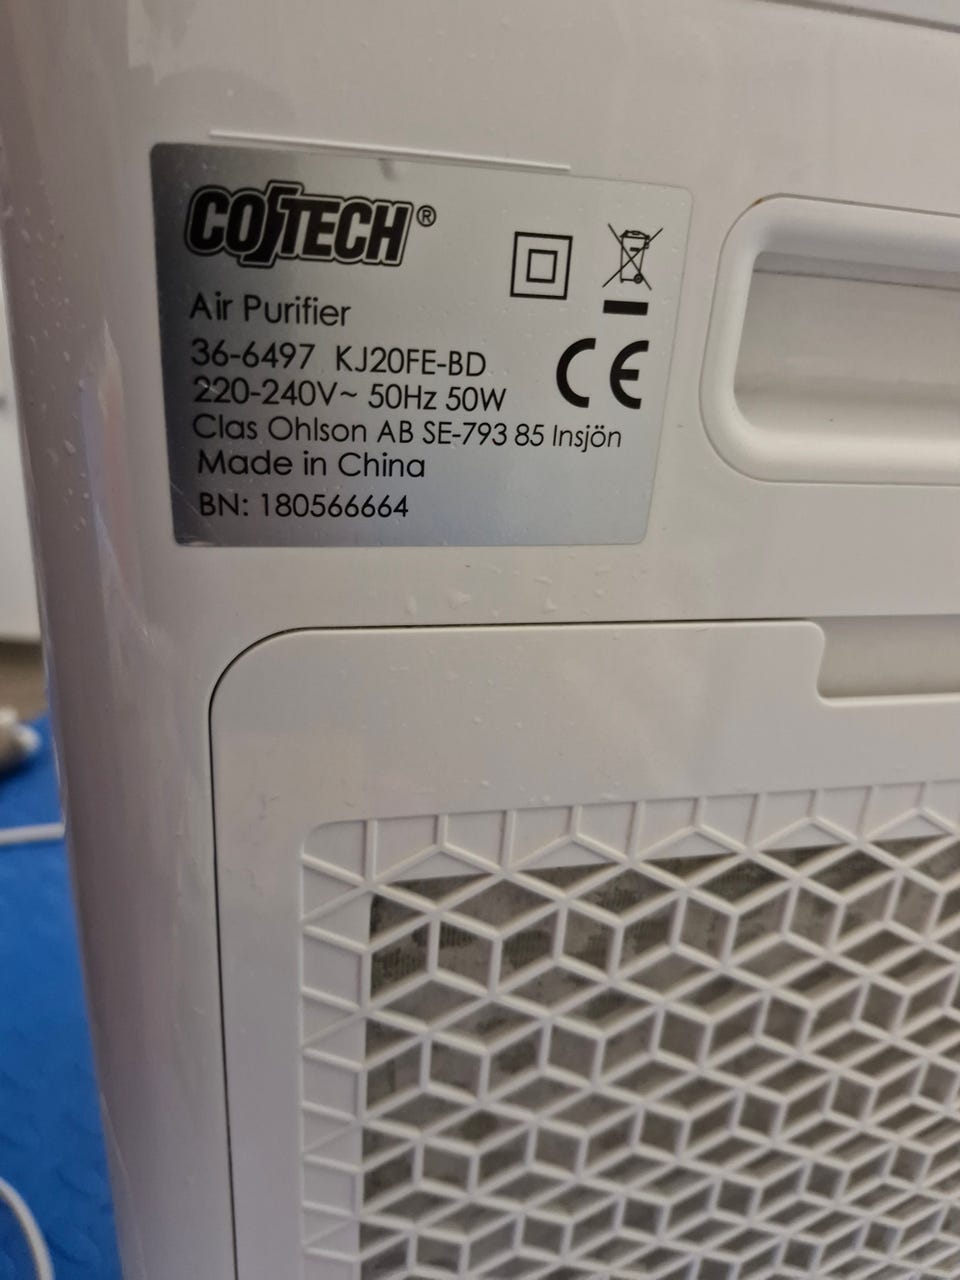 COTECH®
Air Purifier
36-6497 KJ20FE-BD
220-240V~ 50Hz 50W
Clas Ohlson AB SE-793 85 Insjön
Made in China
BN: 180566664
CE